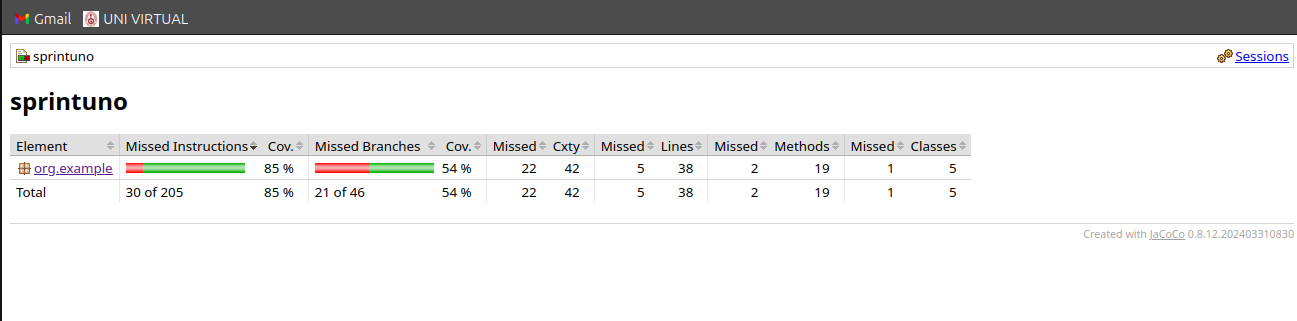 Gmail UNI VIRTUAL
sprintuno Sessions
sprintuno
Element Missed Instructions Cov. Missed Branches Cov. Missed Cxty Missed Lines Missed Methods Missed Classes
org.example 85 % 54 % 22 42 5 38 2 19 1 5
Total 30 of 205 85 % 21 of 46 54 % 22 42 5 38 2 19 1 5
Created with JaCoCo 0.8.12.202403310830